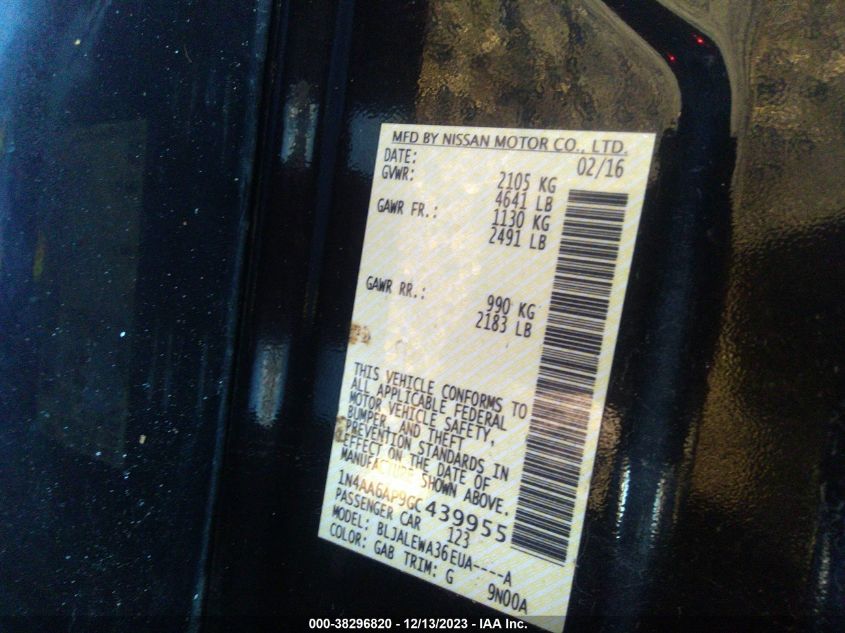 MFD BY NISSAN MOTOR CO., LTD.
DATE: 02/16
GVWR: 2105 KG
4641 LB
GAWR FR.: 1130 KG
2491 LB
GAWR RR.: 990 KG
2183 LB
THIS VEHICLE CONFORMS TO
ALL APPLICABLE FEDERAL
MOTOR VEHICLE SAFETY,
BUMPER, AND THEFT
PREVENTION STANDARDS IN
EFFECT ON THE DATE OF
MANUFACTURE SHOWN ABOVE.
1N4AA6AP9GC439955
PASSENGER CAR 123
MODEL: BLJALEWA36EUA----A
COLOR: GAB TRIM: G 9N00A
000-38296820 - 12/13/2023 - IAA Inc.